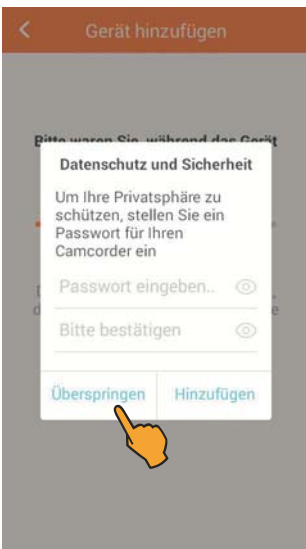 Gerät hinzufügen
Bitte waren Sie, während das Gerät
Datenschutz und Sicherheit
Um Ihre Privatsphäre zu
schützen, stellen Sie ein
Passwort für Ihren
Camcorder ein
Passwort eingeben..
Bitte bestätigen
Überspringen Hinzufügen